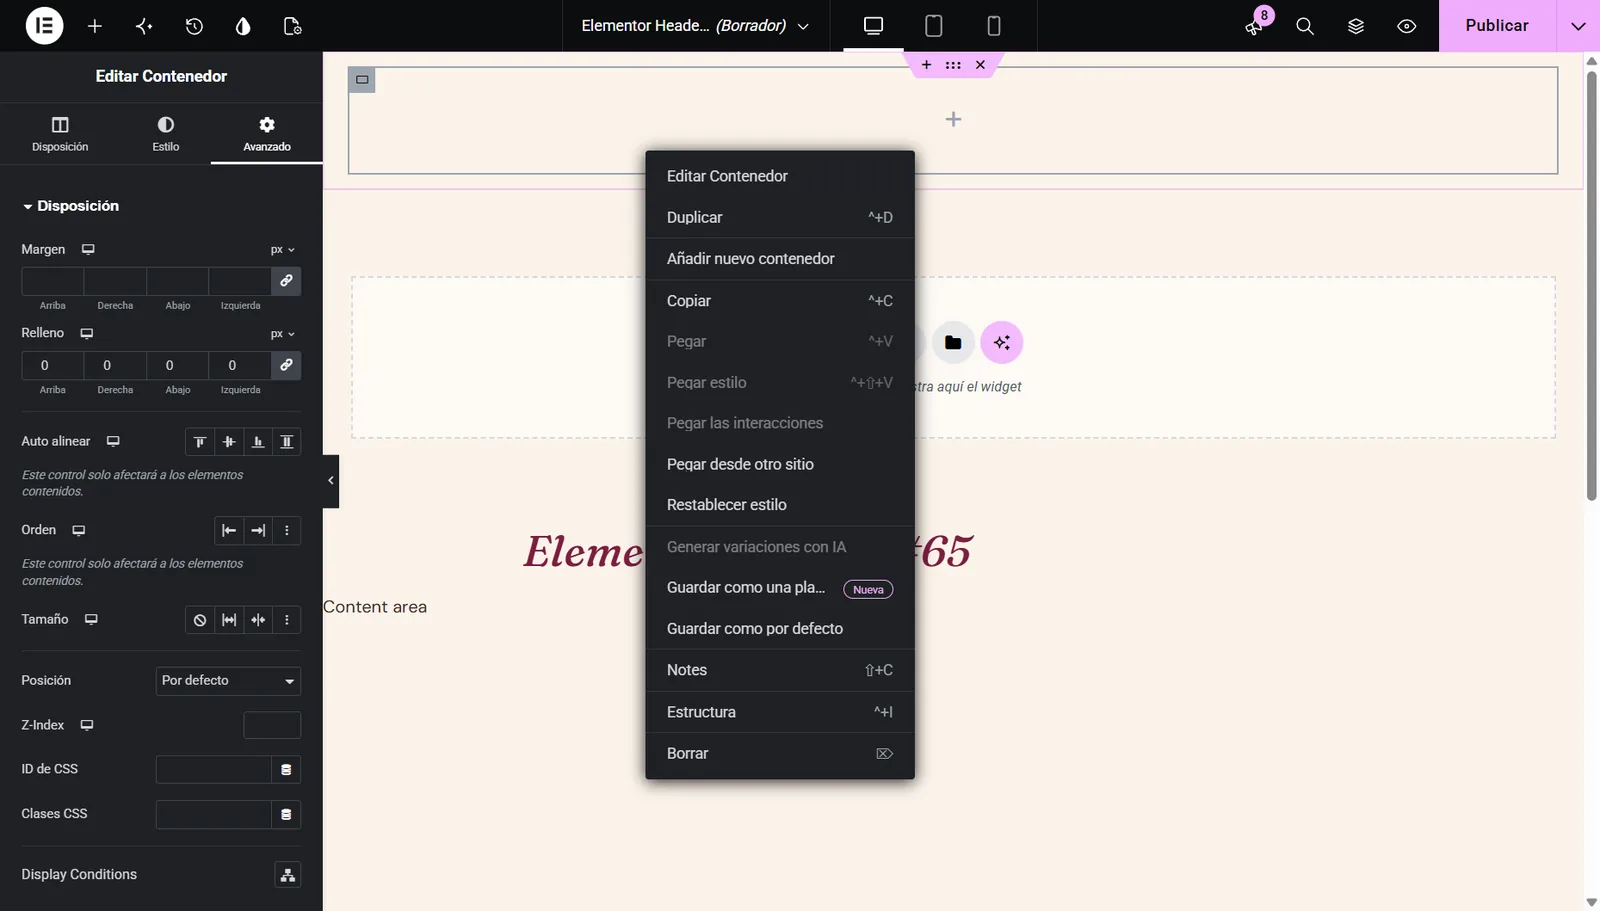 Elementor Heade... (Borrador)
8
Publicar
Editar Contenedor
Disposición
Estilo
Avanzado
Disposición
Margen
px
Arriba
Derecha
Abajo
Izquierda
Relleno
px
0
0
0
0
Arriba
Derecha
Abajo
Izquierda
Auto alinear
Este control solo afectará a los elementos
contenidos.
Orden
Este control solo afectará a los elementos
contenidos.
Tamaño
Posición
Por defecto
Z-Index
ID de CSS
Clases CSS
Display Conditions
Editar Contenedor
Duplicar ^+D
Añadir nuevo contenedor
Copiar ^+C
Pegar ^+V
Pegar estilo ^+⇧+V
Pegar las interacciones
Pegar desde otro sitio
Restablecer estilo
Generar variaciones con IA
Guardar como una pla... Nueva
Guardar como por defecto
Notes ⇧+C
Estructura ^+I
Borrar ⌦
aquí el widget
Eleme #65
Content area